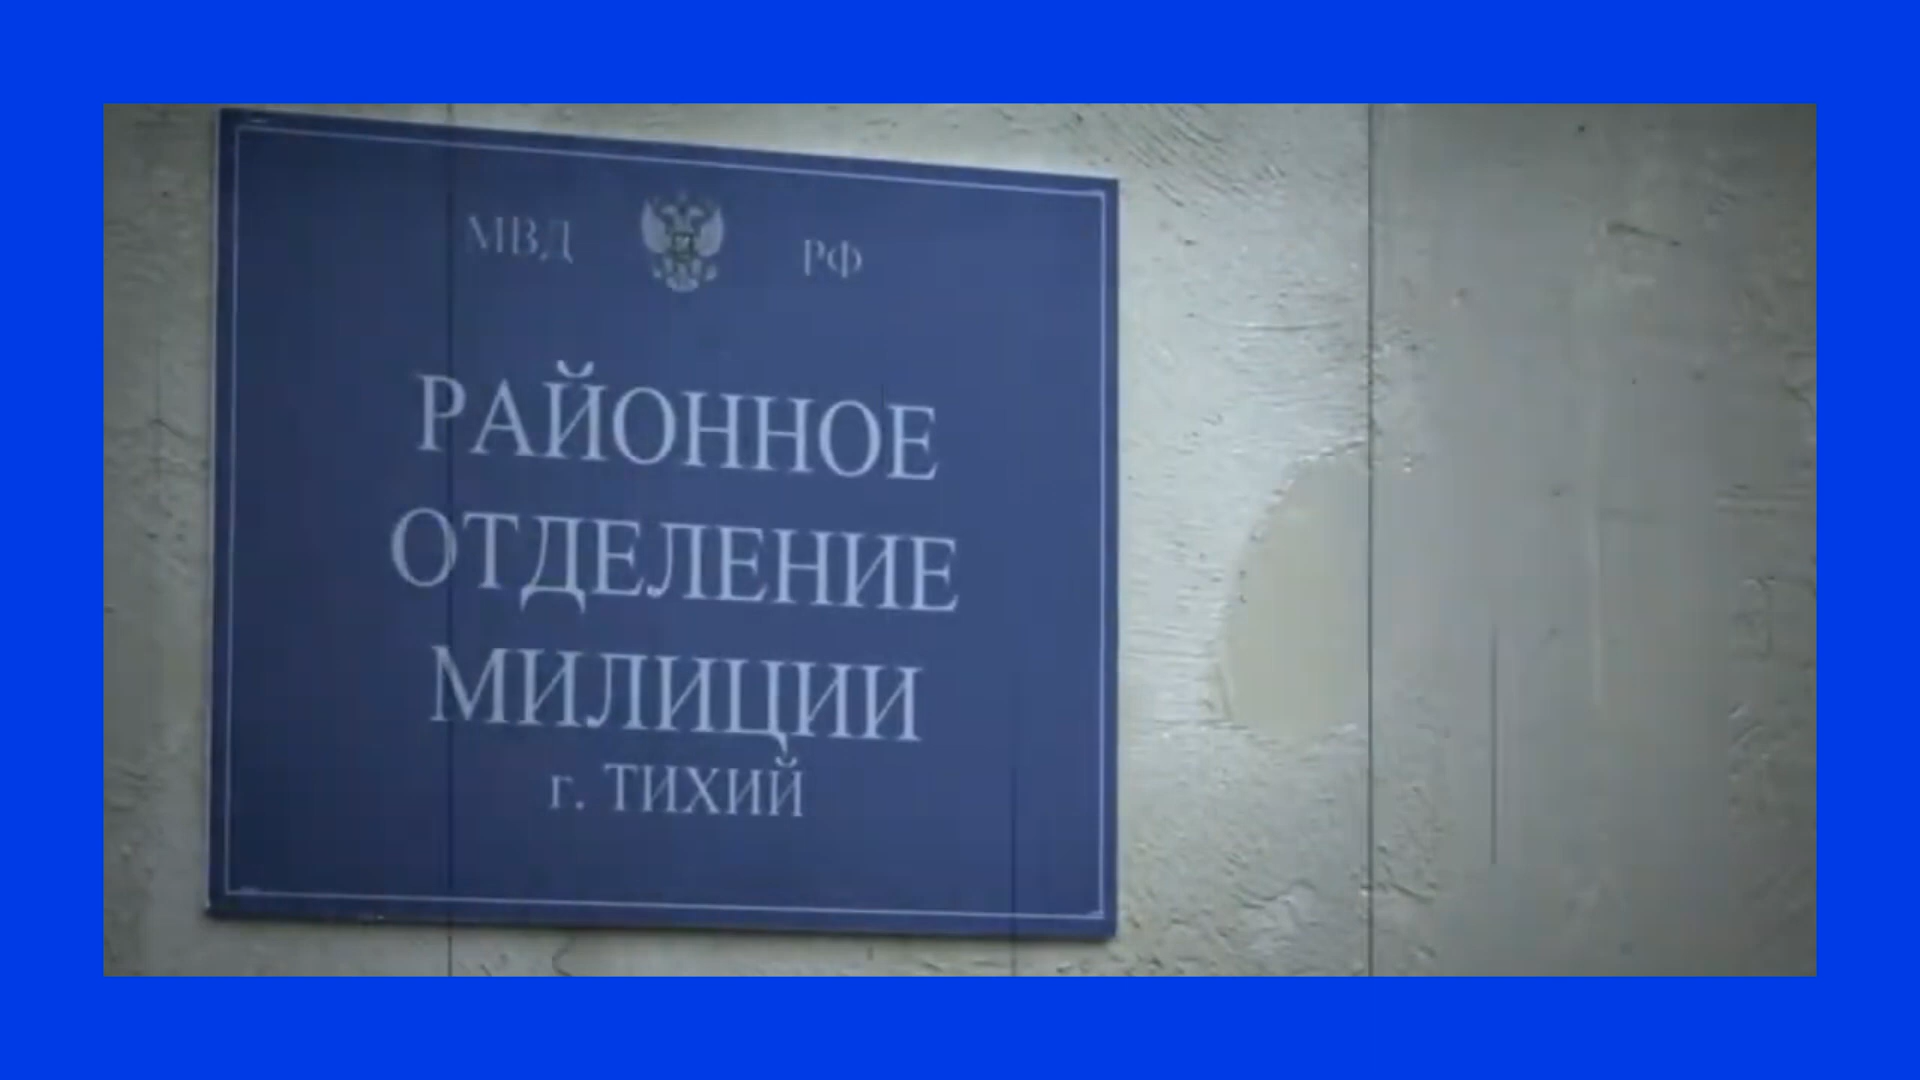 МВД РФ
РАЙОННОЕ
ОТДЕЛЕНИЕ
МИЛИЦИИ
г. ТИХИЙ